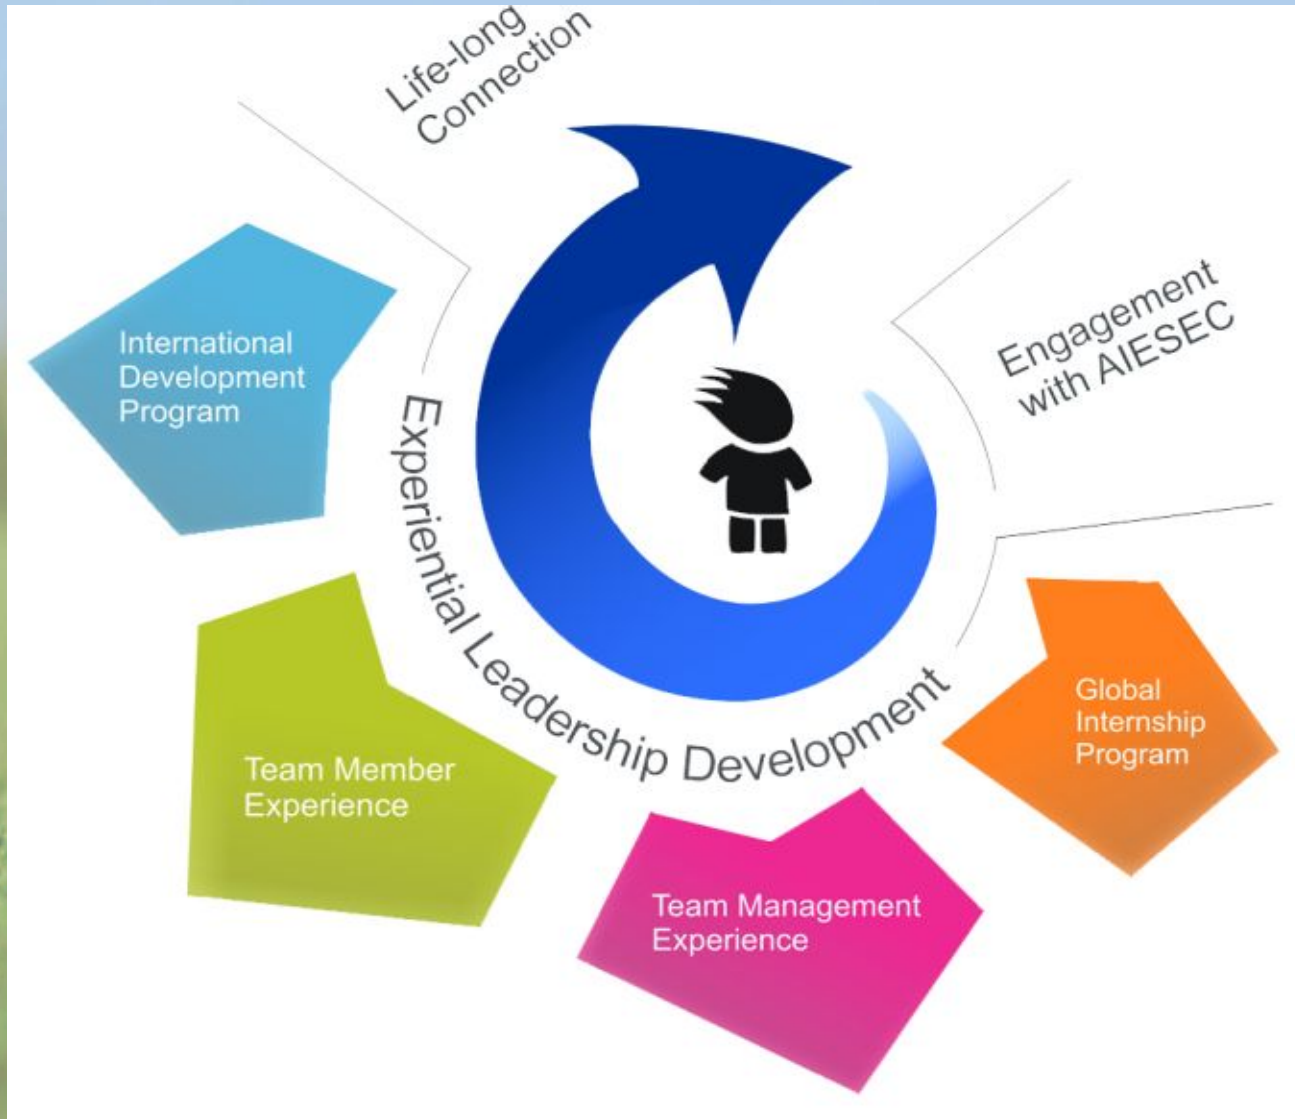 Life-long
Connection
Engagement
with AIESEC
International
Development
Program
Experiential Leadership Development
Global
Internship
Program
Team Member
Experience
Team Management
Experience